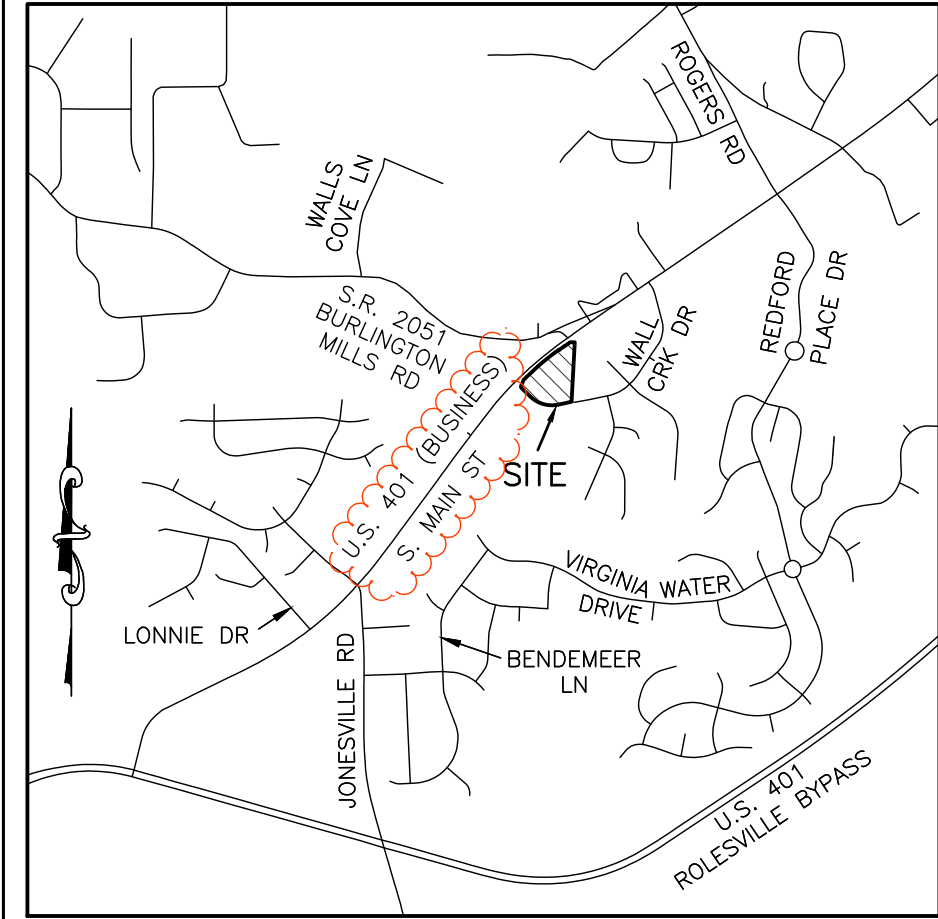 ROGERS RD
WALLS
COVE LN
REDFORD
PLACE DR
S.R. 2051
BURLINGTON
MILLS RD
WALL
CRK DR
U.S. 401 (BUSINESS)
S. MAIN ST
SITE
VIRGINIA WATER
DRIVE
LONNIE DR
BENDEMEER
LN
JONESVILLE RD
U.S. 401
ROLESVILLE BYPASS